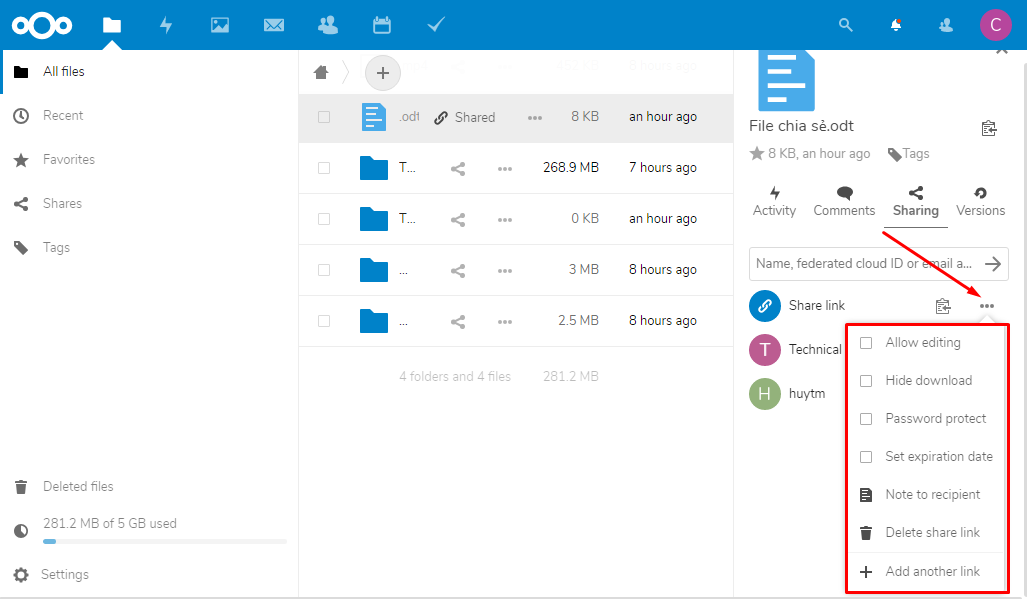 C
All files
Recent
Favorites
Shares
Tags
Deleted files
281.2 MB of 5 GB used
Settings
.odt Shared 8 KB an hour ago
T... 268.9 MB 7 hours ago
T... 0 KB an hour ago
... 3 MB 8 hours ago
... 2.5 MB 8 hours ago
4 folders and 4 files 281.2 MB
File chia sẻ.odt
8 KB, an hour ago Tags
Activity Comments Sharing Versions
Name, federated cloud ID or email a...
Share link
T Technical
H huytm
Allow editing
Hide download
Password protect
Set expiration date
Note to recipient
Delete share link
Add another link